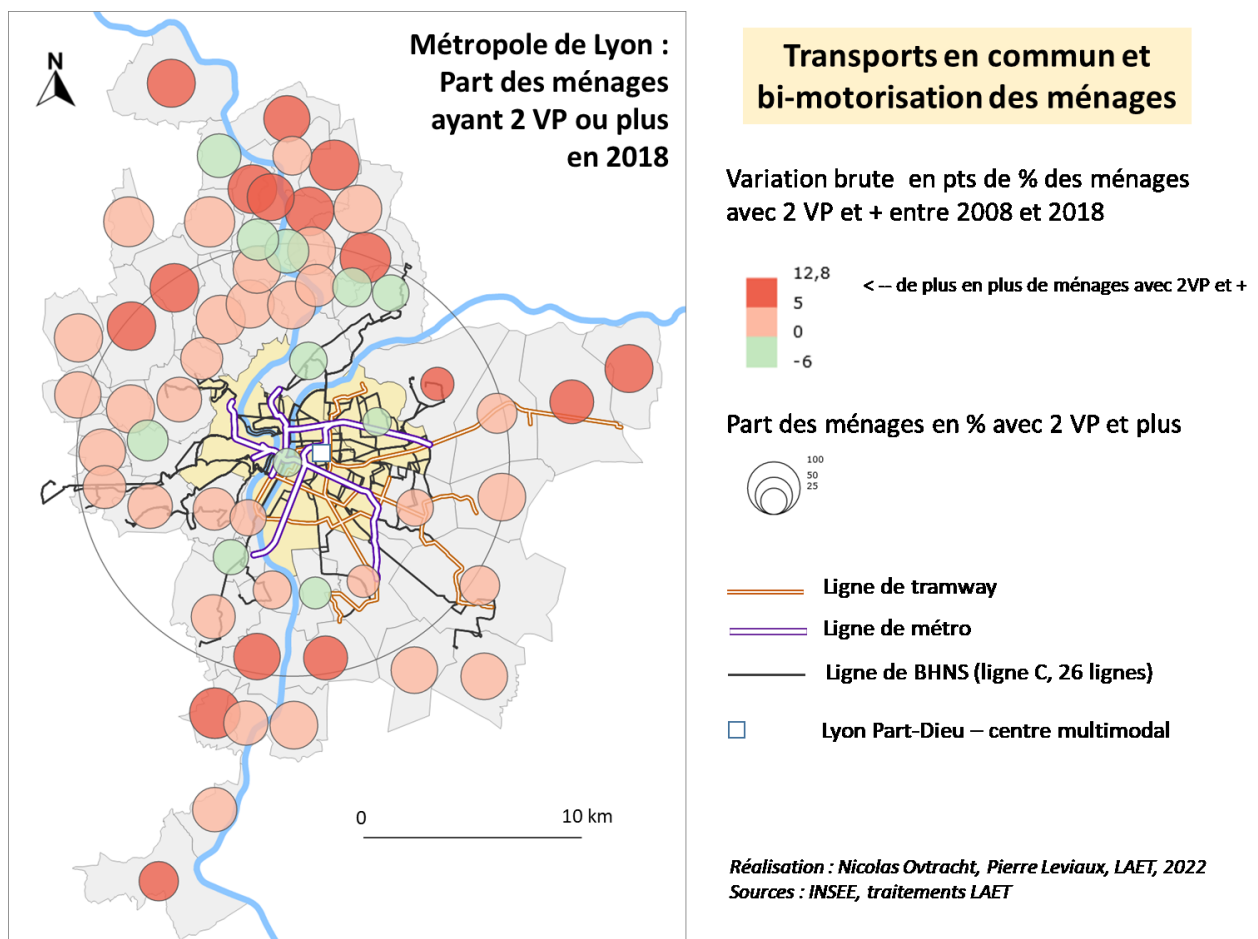 N
Métropole de Lyon :
Part des ménages
ayant 2 VP ou plus
en 2018
0
10 km
Transports en commun et
bi-motorisation des ménages
Variation brute en pts de % des ménages
avec 2 VP et + entre 2008 et 2018
12,8
5
0
-6
< -- de plus en plus de ménages avec 2VP et +
Part des ménages en % avec 2 VP et plus
100
50
25
Ligne de tramway
Ligne de métro
Ligne de BHNS (ligne C, 26 lignes)
Lyon Part-Dieu – centre multimodal
Réalisation : Nicolas Ovtracht, Pierre Leviaux, LAET, 2022
Sources : INSEE, traitements LAET